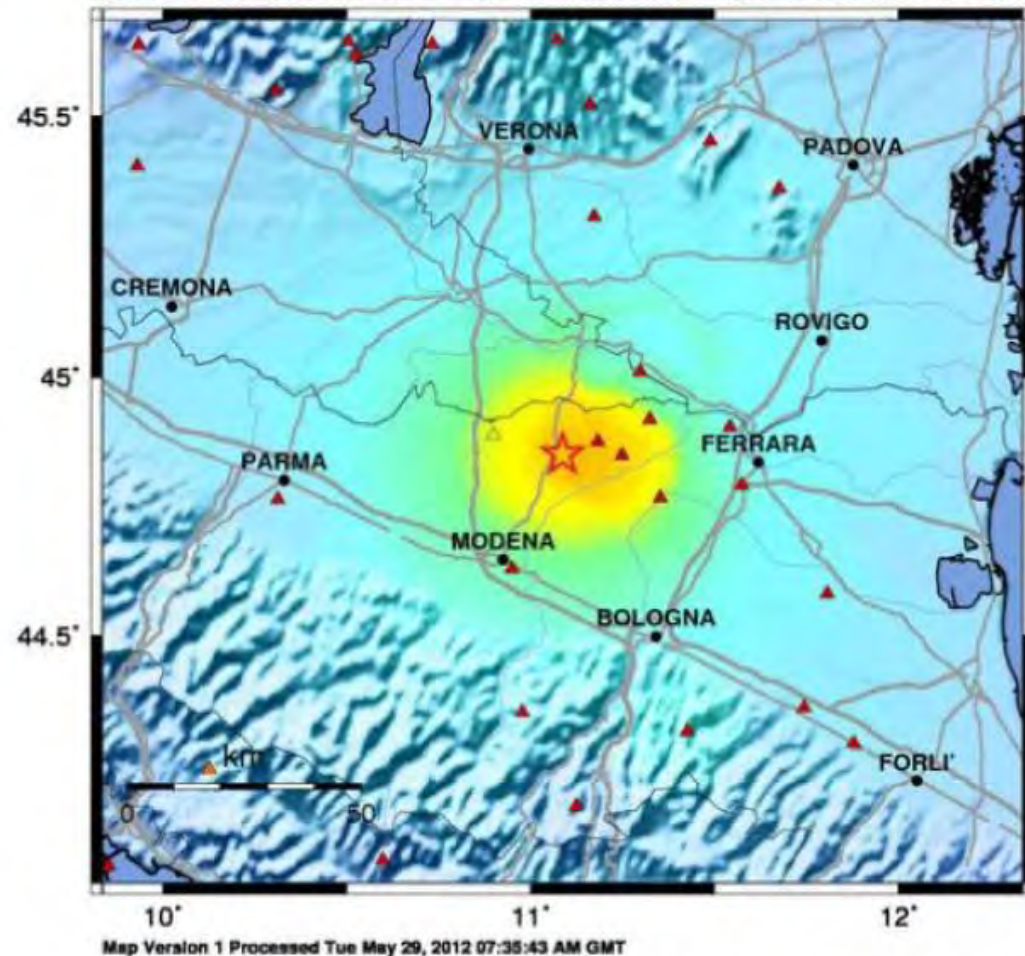 45.5°
VERONA
PADOVA
CREMONA
ROVIGO
45°
FERRARA
PARMA
MODENA
BOLOGNA
44.5°
km
FORLI'
0 50
10° 11° 12°
Map Version 1 Processed Tue May 29, 2012 07:35:43 AM GMT